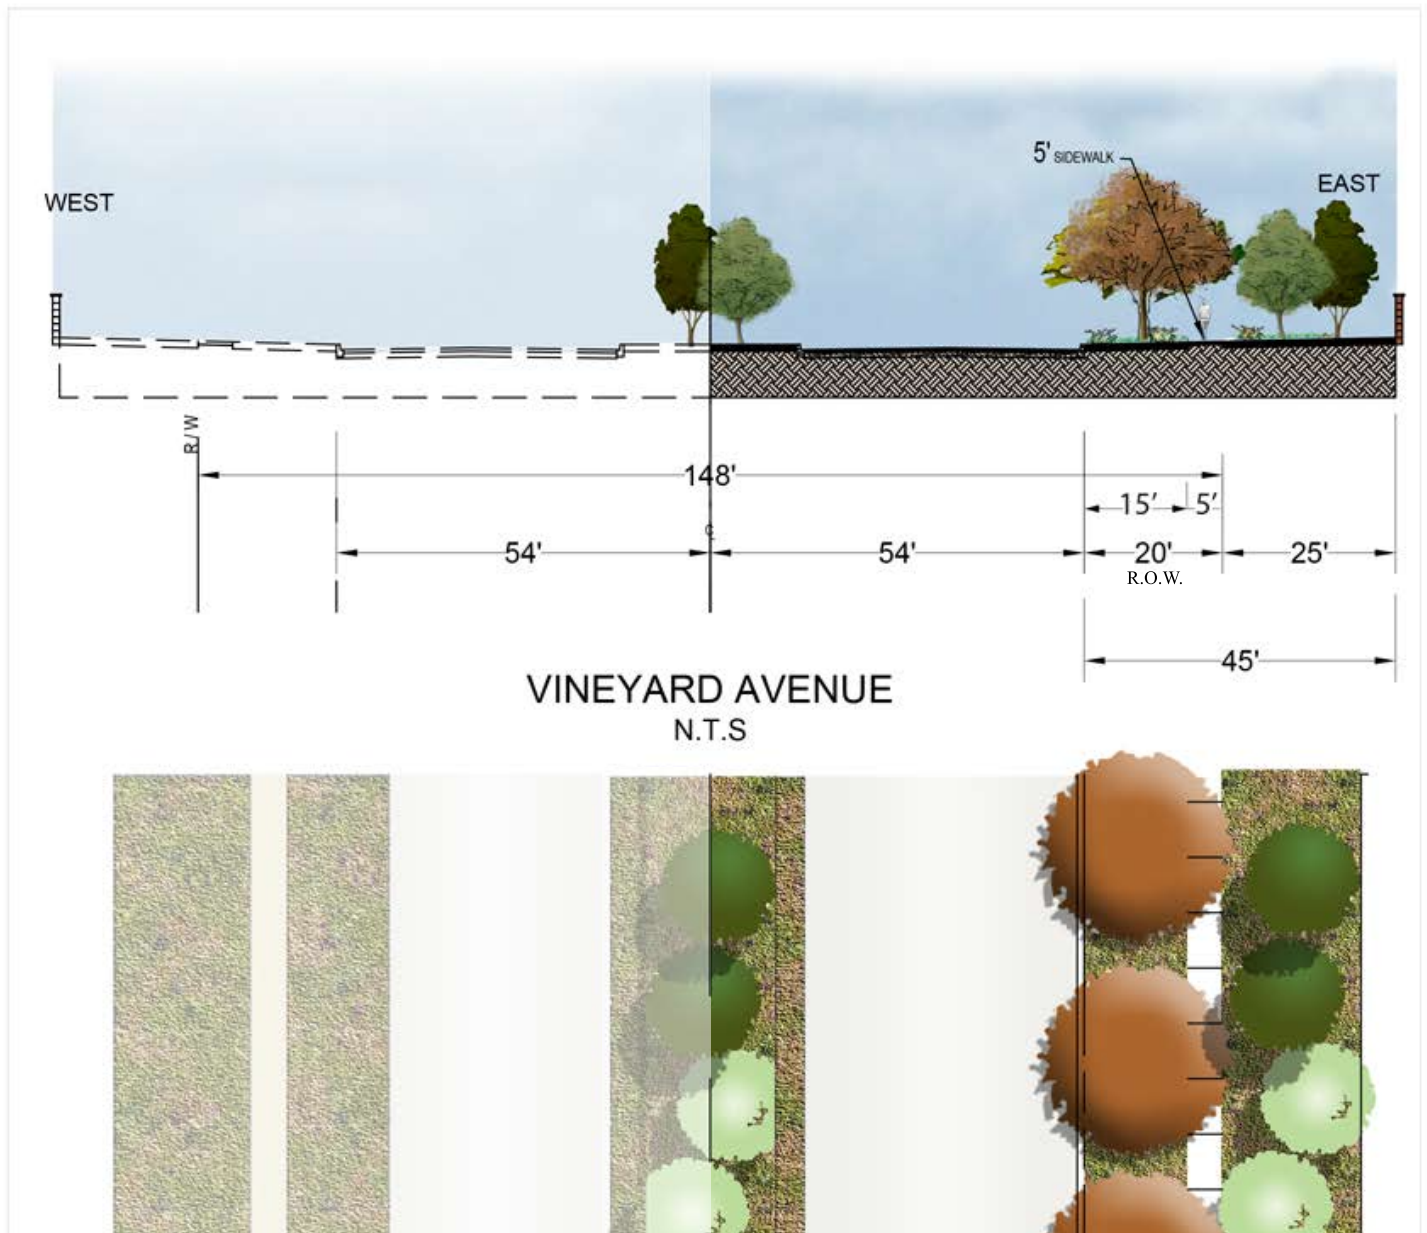 5' SIDEWALK
EAST
WEST
R/W
148'
15' 5'
℄
54' 54' 20' 25'
R.O.W.
45'
VINEYARD AVENUE
N.T.S